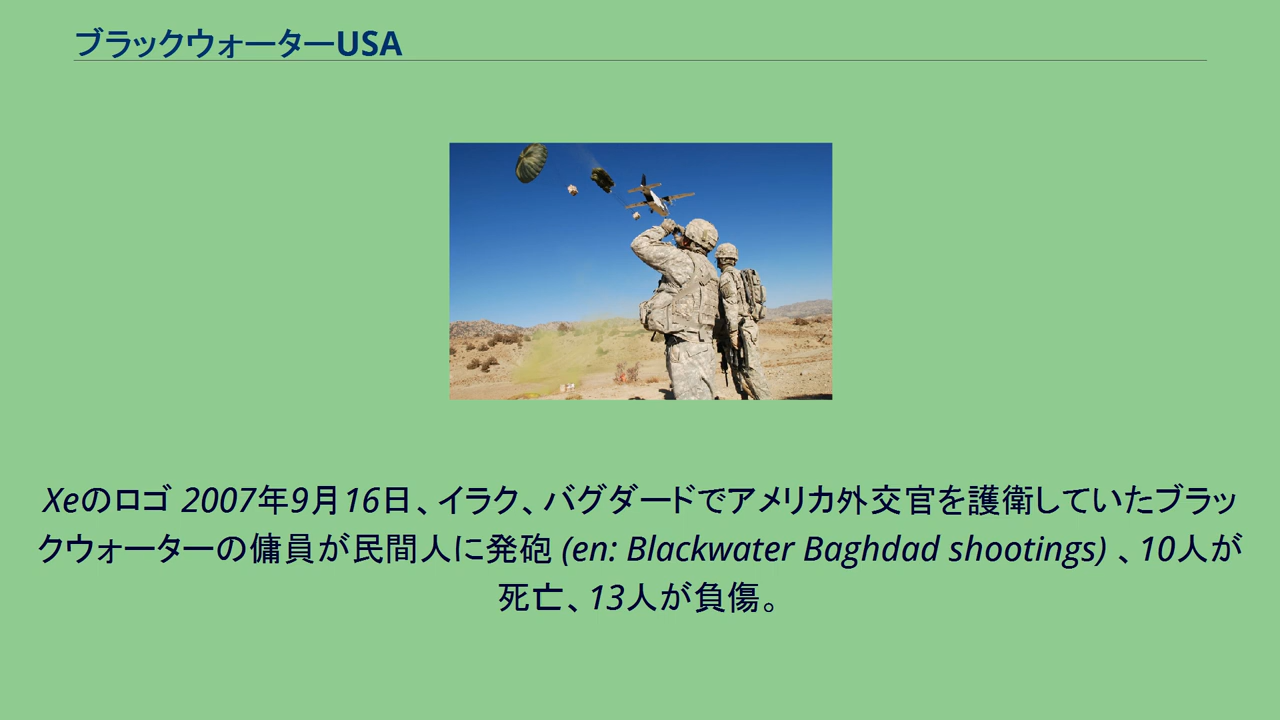 ブラックウォーターUSA
Xeのロゴ 2007年9月16日、イラク、バグダードでアメリカ外交官を護衛していたブラッ
クウォーターの傭員が民間人に発砲 (en: Blackwater Baghdad shootings) 、10人が
死亡、13人が負傷。